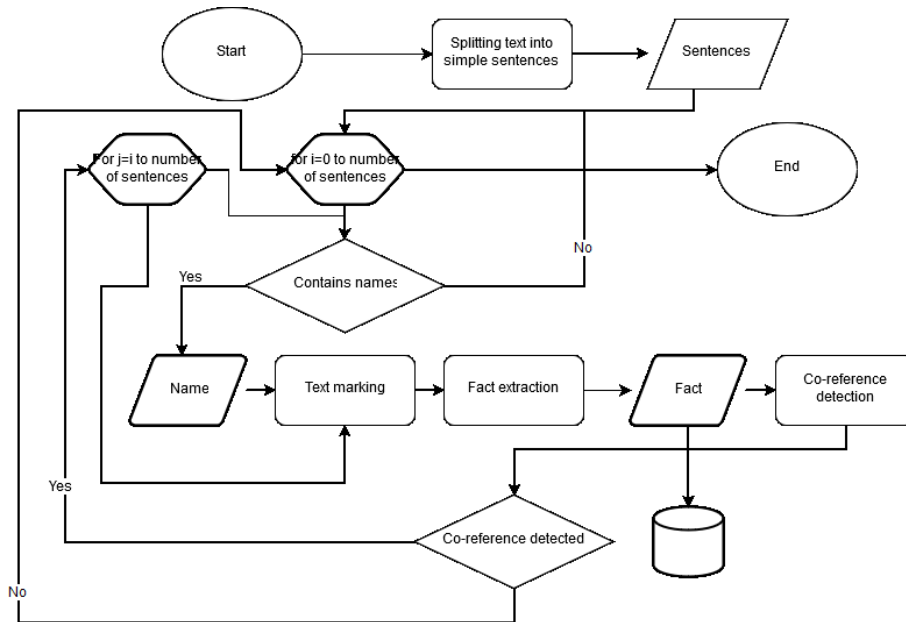 Start
Splitting text into
simple sentences
Sentences
For j=i to number
of sentences
for i=0 to number
of sentences
End
No
Yes
Contains names
Name
Text marking
Fact extraction
Fact
Co-reference
detection
Yes
Co-reference detected
No